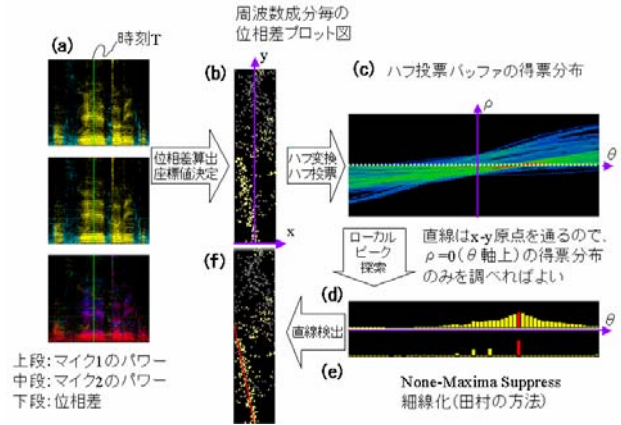 周波数成分毎の
位相差プロット図
(a)
時刻T
(b)
y
(c)
ハフ投票バッファの得票分布
ρ
θ
位相差算出
座標値決定
ハフ変換
ハフ投票
x
(f)
ローカル
ピーク
探索
直線はx-y原点を通るので、
ρ=0(θ軸上)の得票分布
のみを調べればよい
(d)
θ
直線検出
(e)
上段:マイク1のパワー
中段:マイク2のパワー
下段:位相差
None-Maxima Suppress
細線化(田村の方法)